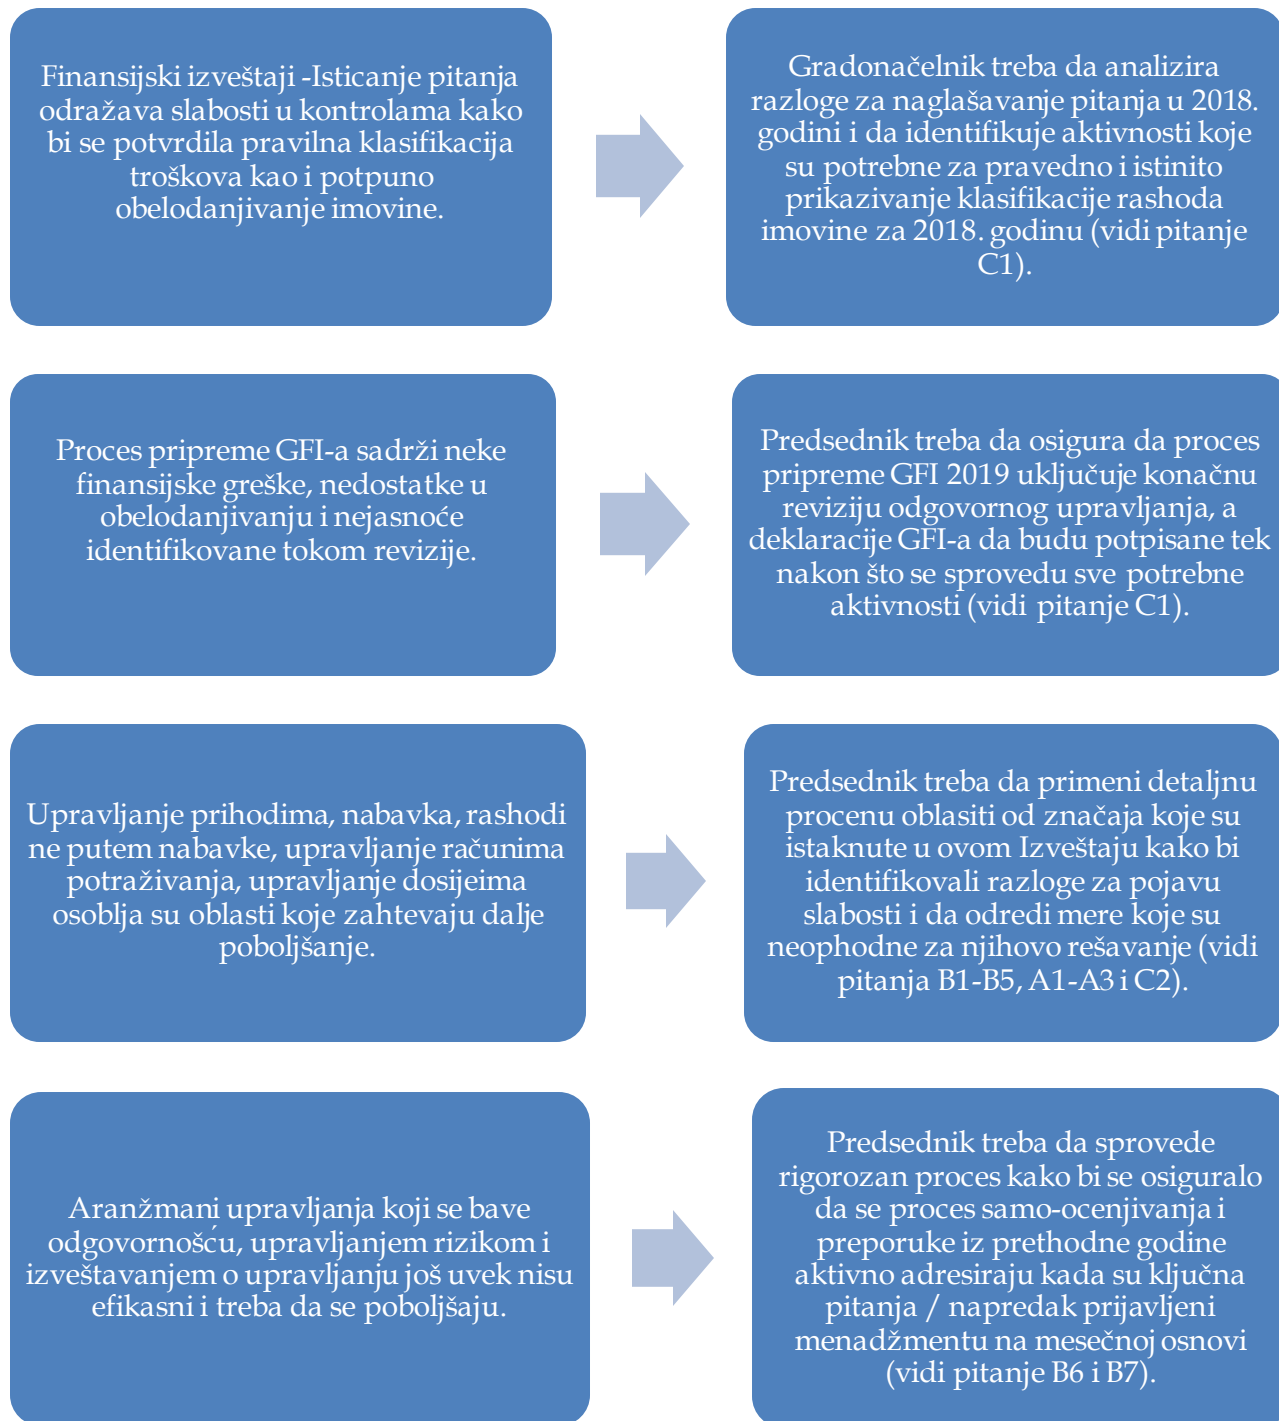 Finansijski izveštaji -Isticanje pitanja
odražava slabosti u kontrolama kako
bi se potvrdila pravilna klasifikacija
troškova kao i potpuno
obelodanjivanje imovine.
Gradonačelnik treba da analizira
razloge za naglašavanje pitanja u 2018.
godini i da identifikuje aktivnosti koje
su potrebne za pravedno i istinito
prikazivanje klasifikacije rashoda
imovine za 2018. godinu (vidi pitanje
C1).
Proces pripreme GFI-a sadrži neke
finansijske greške, nedostatke u
obelodanjivanju i nejasnoće
identifikovane tokom revizije.
Predsednik treba da osigura da proces
pripreme GFI 2019 uključuje konačnu
reviziju odgovornog upravljanja, a
deklaracije GFI-a da budu potpisane tek
nakon što se sprovedu sve potrebne
aktivnosti (vidi pitanje C1).
Upravljanje prihodima, nabavka, rashodi
ne putem nabavke, upravljanje računima
potraživanja, upravljanje dosijeima
osoblja su oblasti koje zahtevaju dalje
poboljšanje.
Predsednik treba da primeni detaljnu
procenu oblasiti od značaja koje su
istaknute u ovom Izveštaju kako bi
identifikovali razloge za pojavu
slabosti i da odredi mere koje su
neophodne za njihovo rešavanje (vidi
pitanja B1-B5, A1-A3 i C2).
Aranžmani upravljanja koji se bave
odgovornošću, upravljanjem rizikom i
izveštavanjem o upravljanju još uvek nisu
efikasni i treba da se poboljšaju.
Predsednik treba da sprovede
rigorozan proces kako bi se osiguralo
da se proces samo-ocenjivanja i
preporuke iz prethodne godine
aktivno adresiraju kada su ključna
pitanja / napredak prijavljeni
menadžmentu na mesečnoj osnovi
(vidi pitanje B6 i B7).